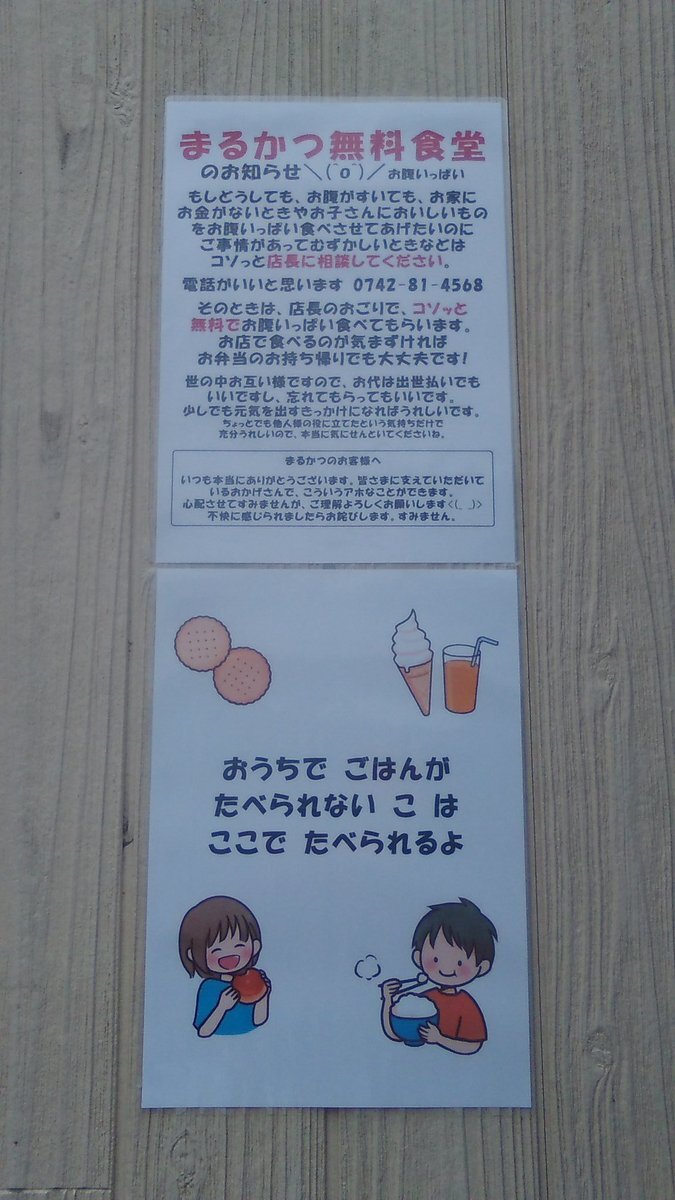 まるかつ無料食堂
のお知らせ＼(^o^)／お腹いっぱい
もしどうしても、お腹がすいても、お家に
お金がないときやお子さんにおいしいもの
をお腹いっぱい食べさせてあげたいのに
ご事情があってむずかしいときなどは
コソっと店長に相談してください。
電話がいいと思います 0742-81-4568
そのときは、店長のおごりで、コソッと
無料でお腹いっぱい食べてもらいます。
お店で食べるのが気まずければ
お弁当のお持ち帰りでも大丈夫です!
世の中お互い様ですので、お代は出世払いでも
いいですし、忘れてもらってもいいです。
少しでも元気を出すきっかけになればうれしいです。
ちょっとでも他人様の役に立てたという気持ちだけで
充分うれしいので、本当に気にせんといてくださいね。
まるかつのお客様へ
いつも本当にありがとうございます。皆さまに支えていただいて
いるおかげさんで、こういうアホなことができます。
心配させてすみませんが、ご理解よろしくお願いします<(_ _)>
不快に感じられましたらお詫びします。すみません。
おうちで ごはんが
たべられない こ は
ここで たべられるよ